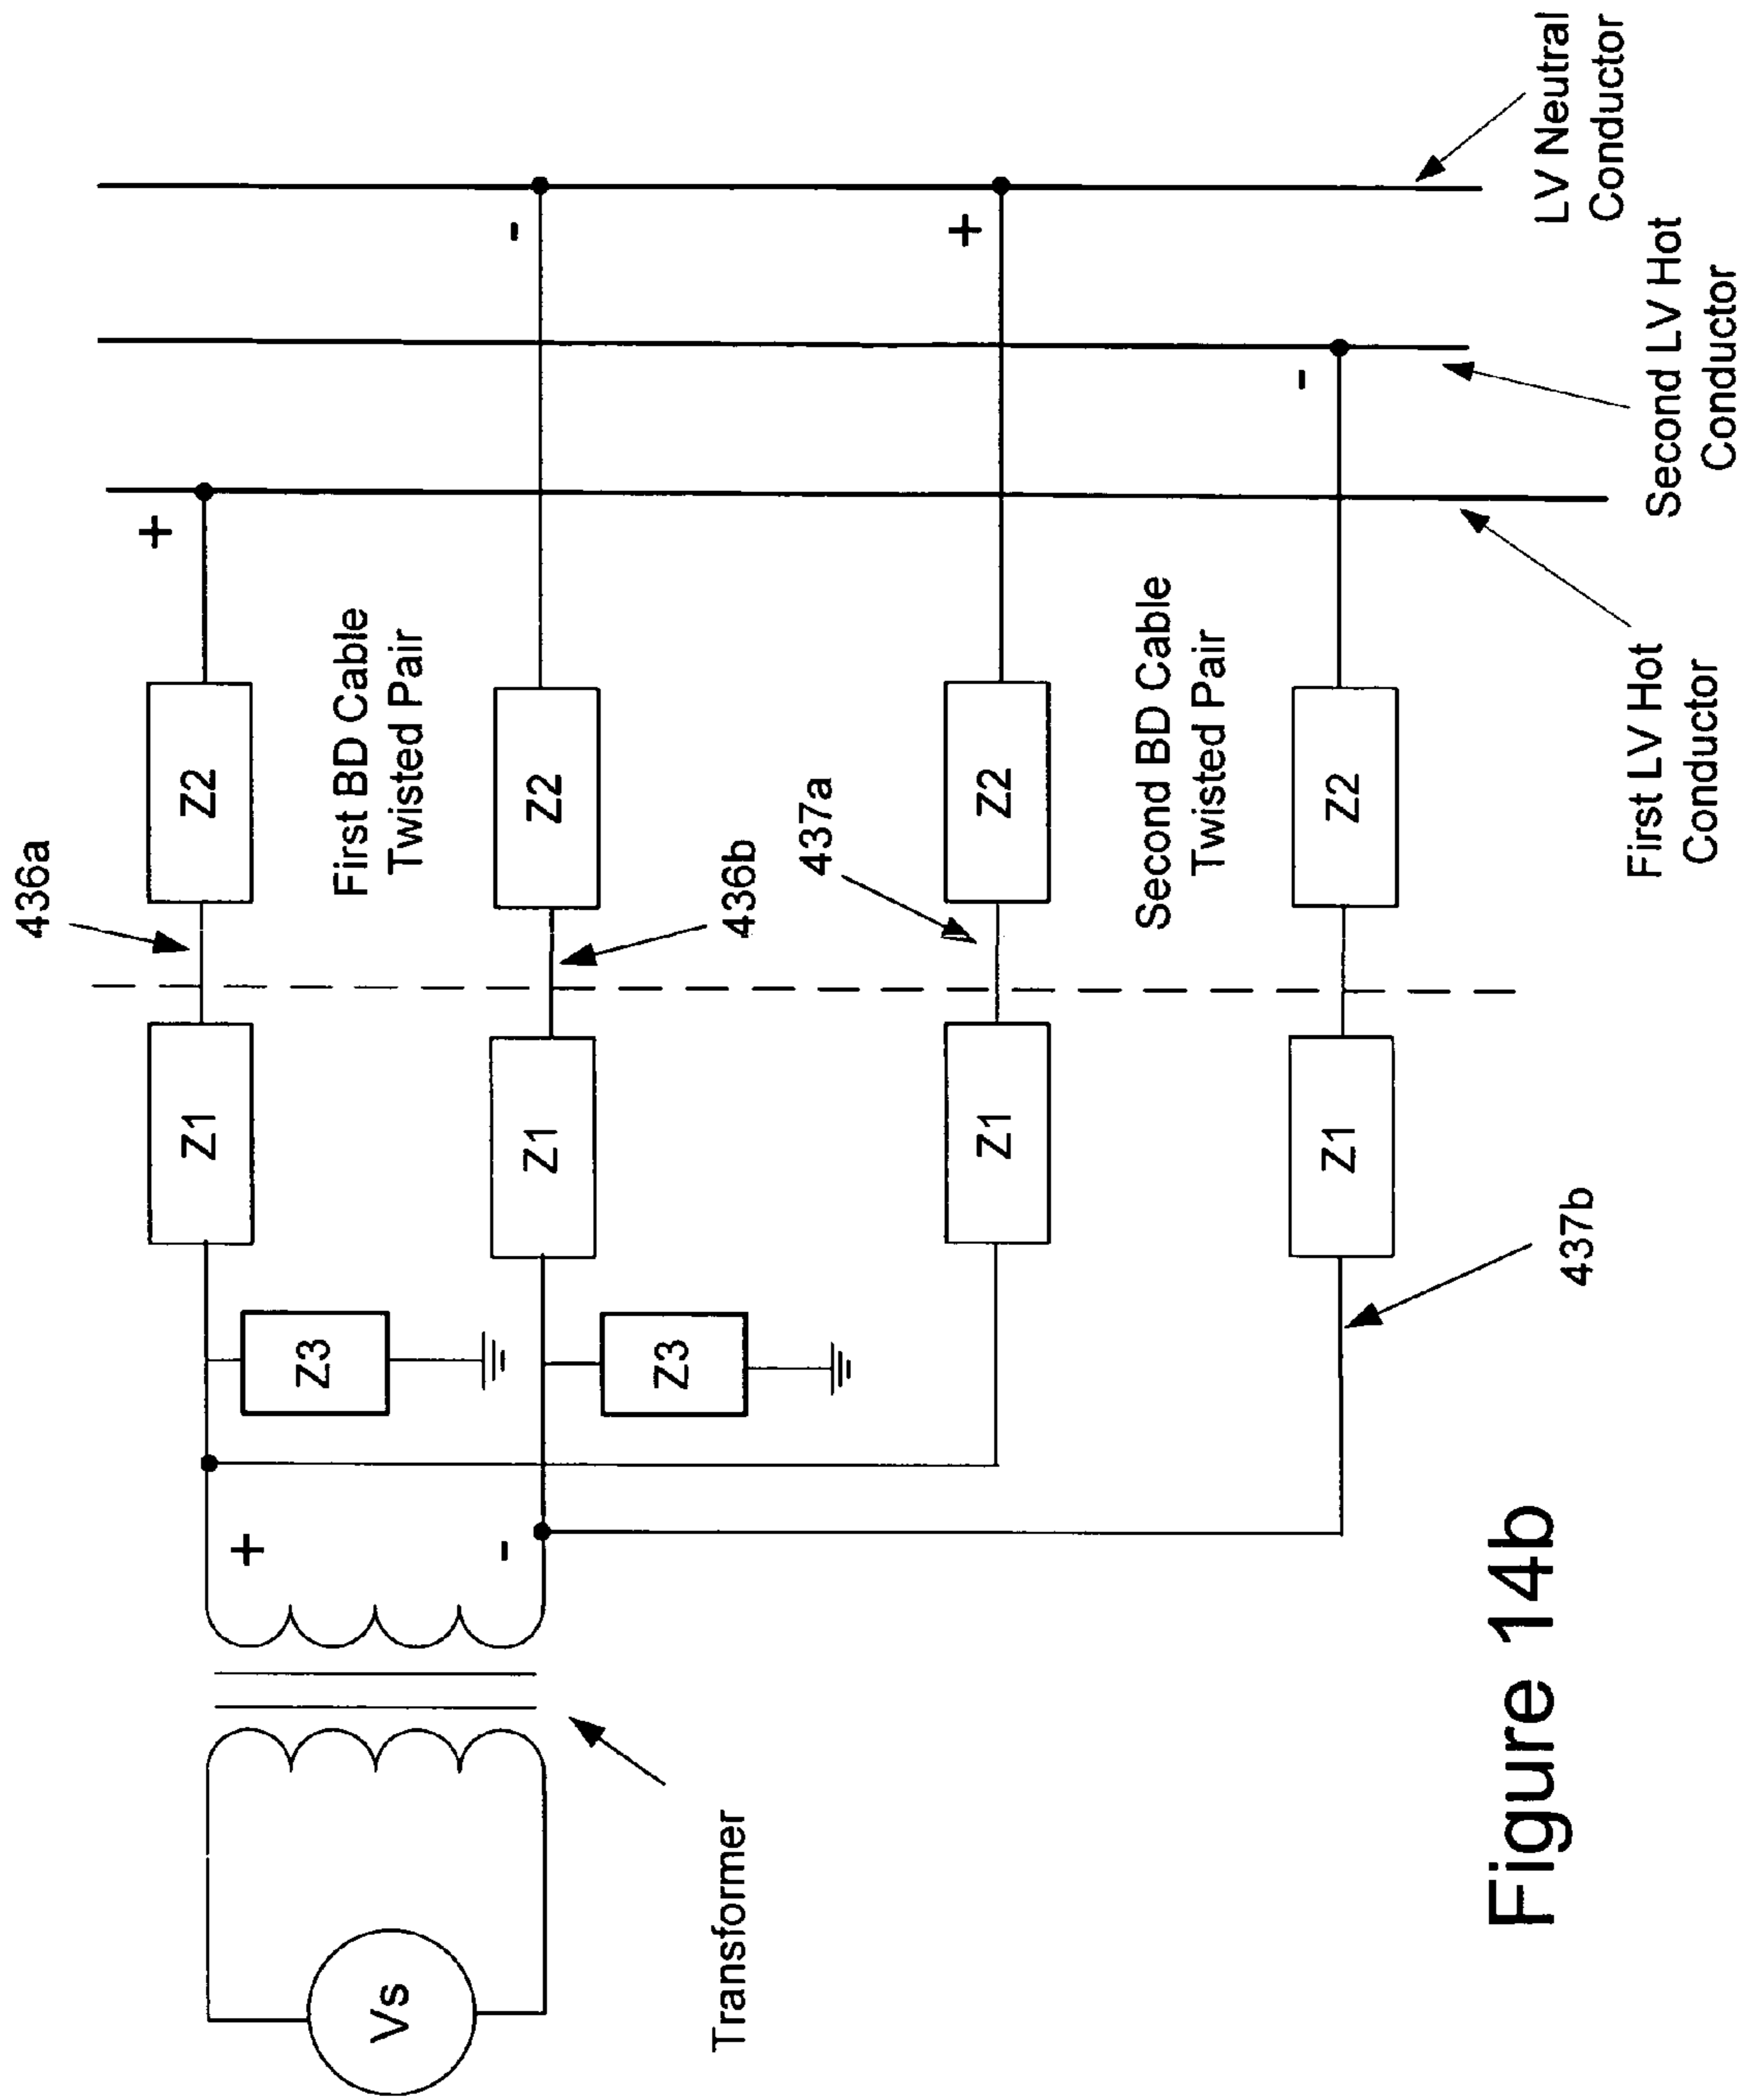 436a
Z1
Z2
+
+
Z3
First BD Cable
Twisted Pair
Vs
-
Z1
Z2
-
Z3
436b
Transformer
437a
Z1
Z2
+
Second BD Cable
Twisted Pair
Z1
Z2
-
437b
First LV Hot
Conductor
Second LV Hot
Conductor
LV Neutral
Conductor
Figure 14b